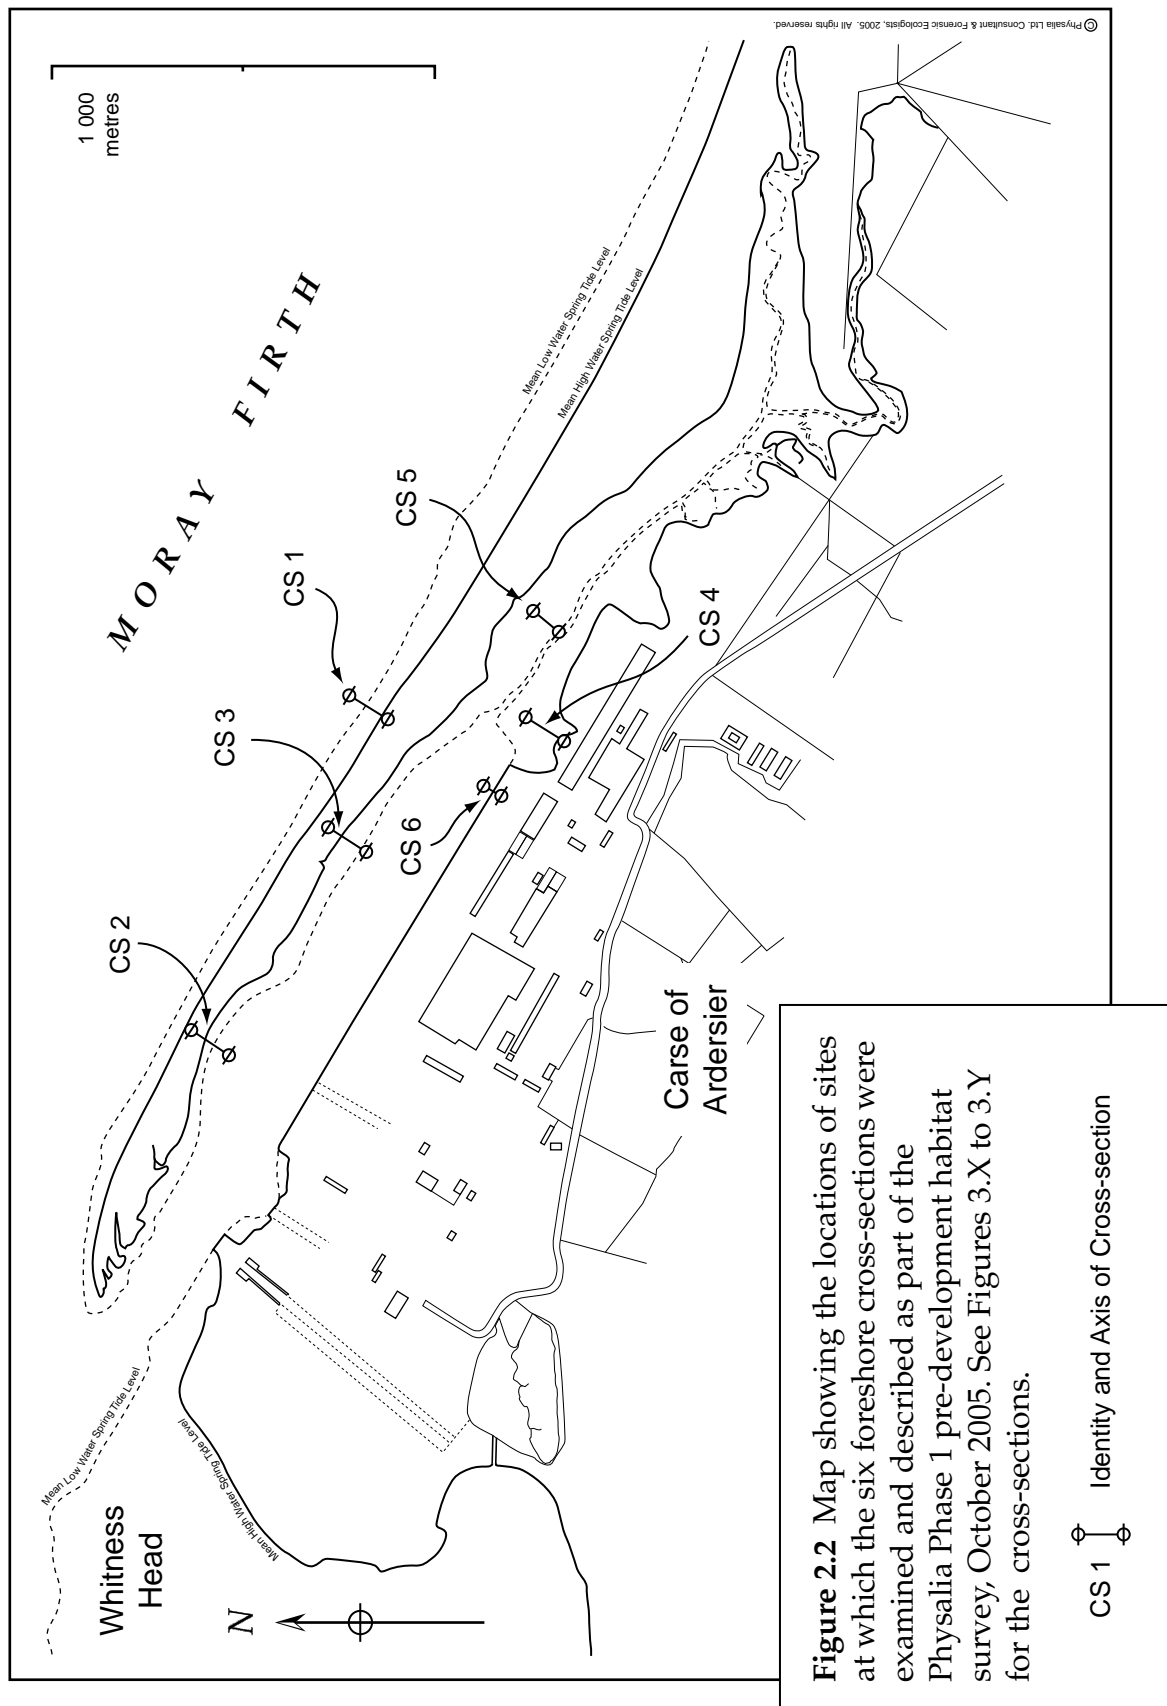 © Physalia Ltd. Consultant & Forensic Ecologists, 2005. All rights reserved.
1 000
metres
MORAY FIRTH
Mean Low Water Spring Tide Level
Mean High Water Spring Tide Level
CS 5
CS 1
CS 4
CS 3
CS 6
CS 2
Carse of
Ardersier
Mean Low Water Spring Tide Level
Mean High Water Spring Tide Level
Whitness
Head
N
Figure 2.2 Map showing the locations of sites
at which the six foreshore cross-sections were
examined and described as part of the
Physalia Phase 1 pre-development habitat
survey, October 2005. See Figures 3.X to 3.Y
for the cross-sections.
CS 1 Identity and Axis of Cross-section